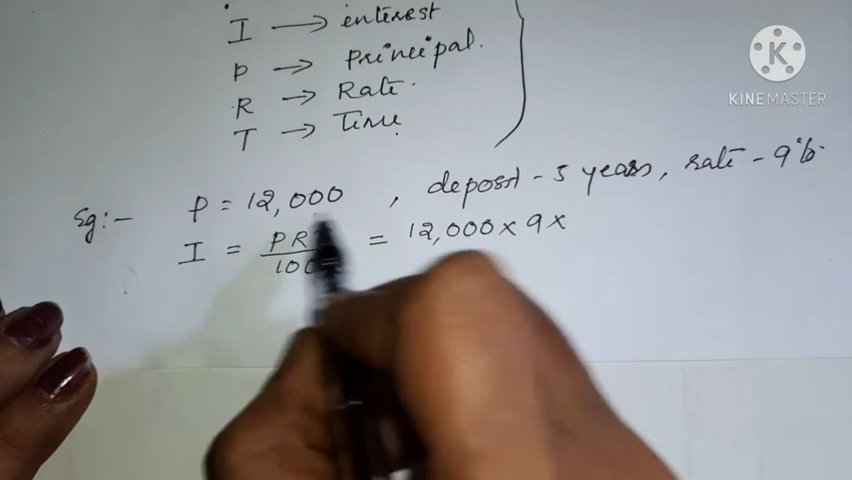 I → interest
P → Principal.
R → Rate.
T → Time
Eg:- P = 12,000 , deposit - 5 years, rate - 9%.
I = PR
100 = 12,000 x 9 x
K
KINEMASTER